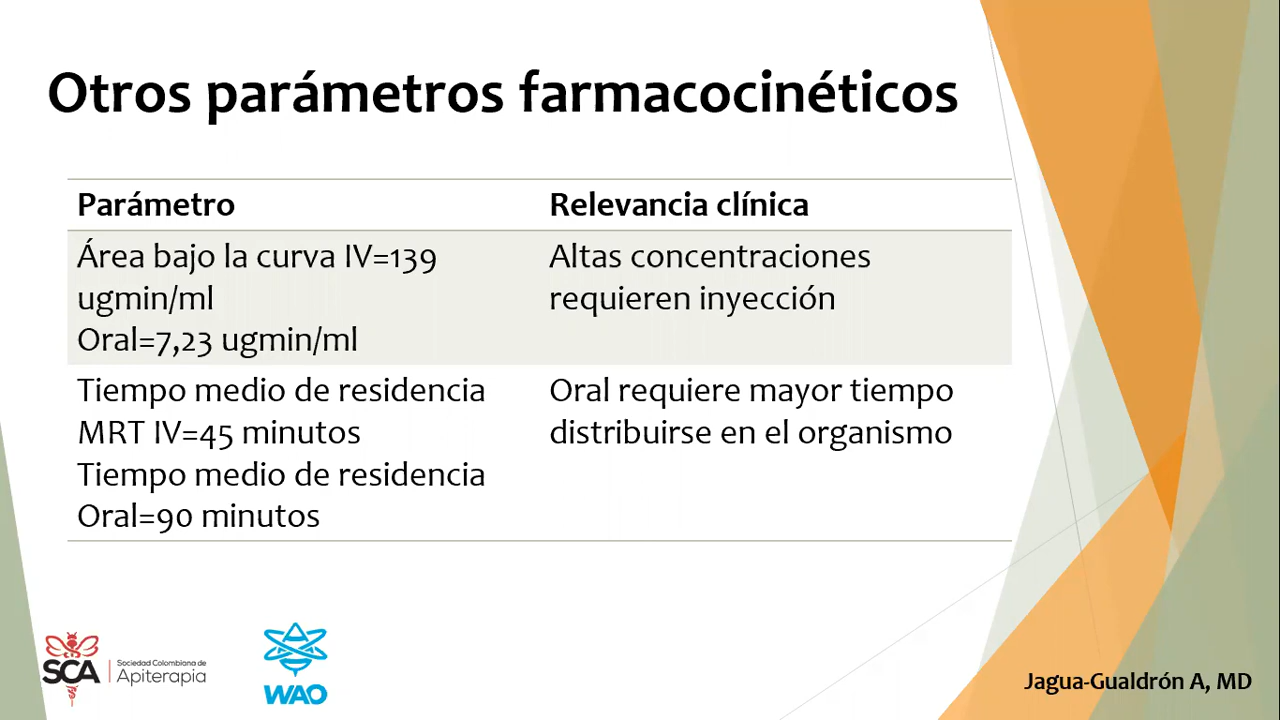 Otros parámetros farmacocinéticos
Parámetro
Relevancia clínica
Área bajo la curva IV=139
ugmin/ml
Oral=7,23 ugmin/ml
Altas concentraciones
requieren inyección
Tiempo medio de residencia
MRT IV=45 minutos
Tiempo medio de residencia
Oral=90 minutos
Oral requiere mayor tiempo
distribuirse en el organismo
SCA
Sociedad Colombiana de
Apiterapia
WAO
Jagua-Gualdrón A, MD